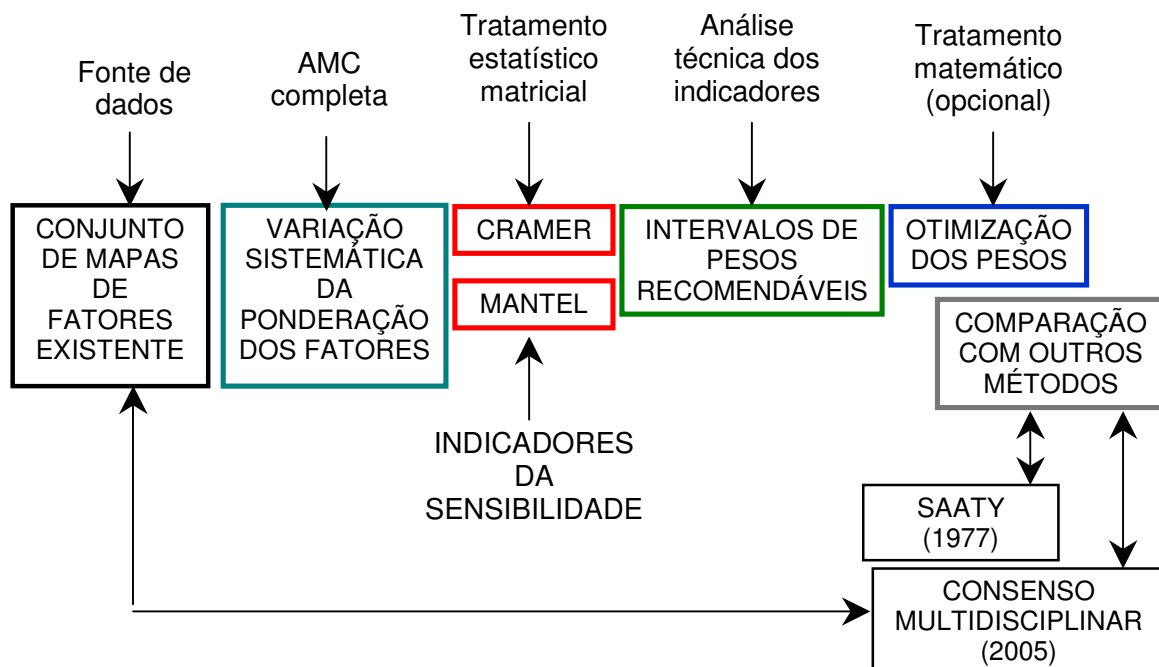 Fonte de
dados
AMC
completa
Tratamento
estatístico
matricial
Análise
técnica dos
indicadores
Tratamento
matemático
(opcional)
CONJUNTO
DE MAPAS
DE
FATORES
EXISTENTE
VARIAÇÃO
SISTEMÁTICA
DA
PONDERAÇÃO
DOS FATORES
CRAMER
MANTEL
INTERVALOS DE
PESOS
RECOMENDÁVEIS
OTIMIZAÇÃO
DOS PESOS
COMPARAÇÃO
COM OUTROS
MÉTODOS
INDICADORES
DA
SENSIBILIDADE
SAATY
(1977)
CONSENSO
MULTIDISCIPLINAR
(2005)